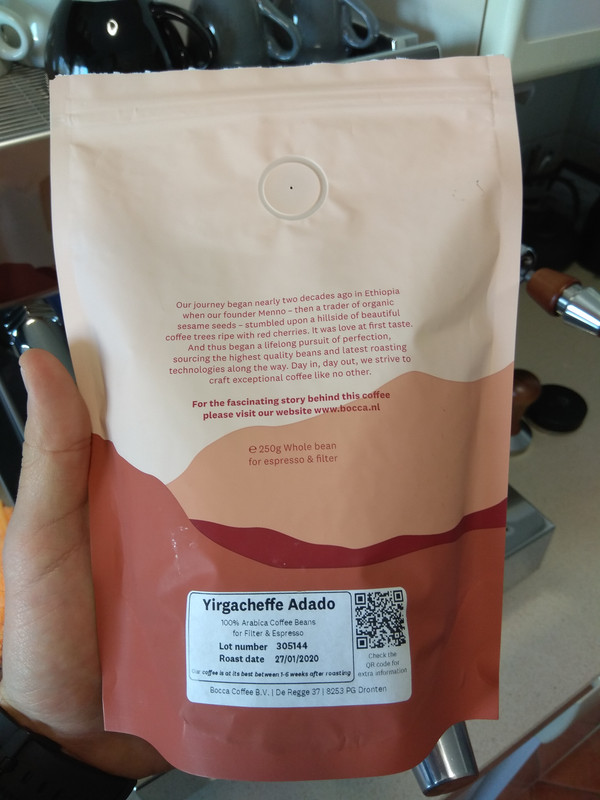 Our journey began nearly two decades ago in Ethiopia
when our founder Menno – then a trader of organic
sesame seeds – stumbled upon a hillside of beautiful
coffee trees ripe with red cherries. It was love at first taste.
And thus began a lifelong pursuit of perfection,
sourcing the highest quality beans and latest roasting
technologies along the way. Day in, day out, we strive to
craft exceptional coffee like no other.
For the fascinating story behind this coffee
please visit our website www.bocca.nl
℮ 250g Whole bean
for espresso & filter
Yirgacheffe Adado
100% Arabica Coffee Beans
for Filter & Espresso
Lot number 305144
Roast date 27/01/2020
Our coffee is at its best between 1-6 weeks after roasting
Check the
QR code for
extra information
Bocca Coffee B.V. | De Regge 37 | 8253 PG Dronten